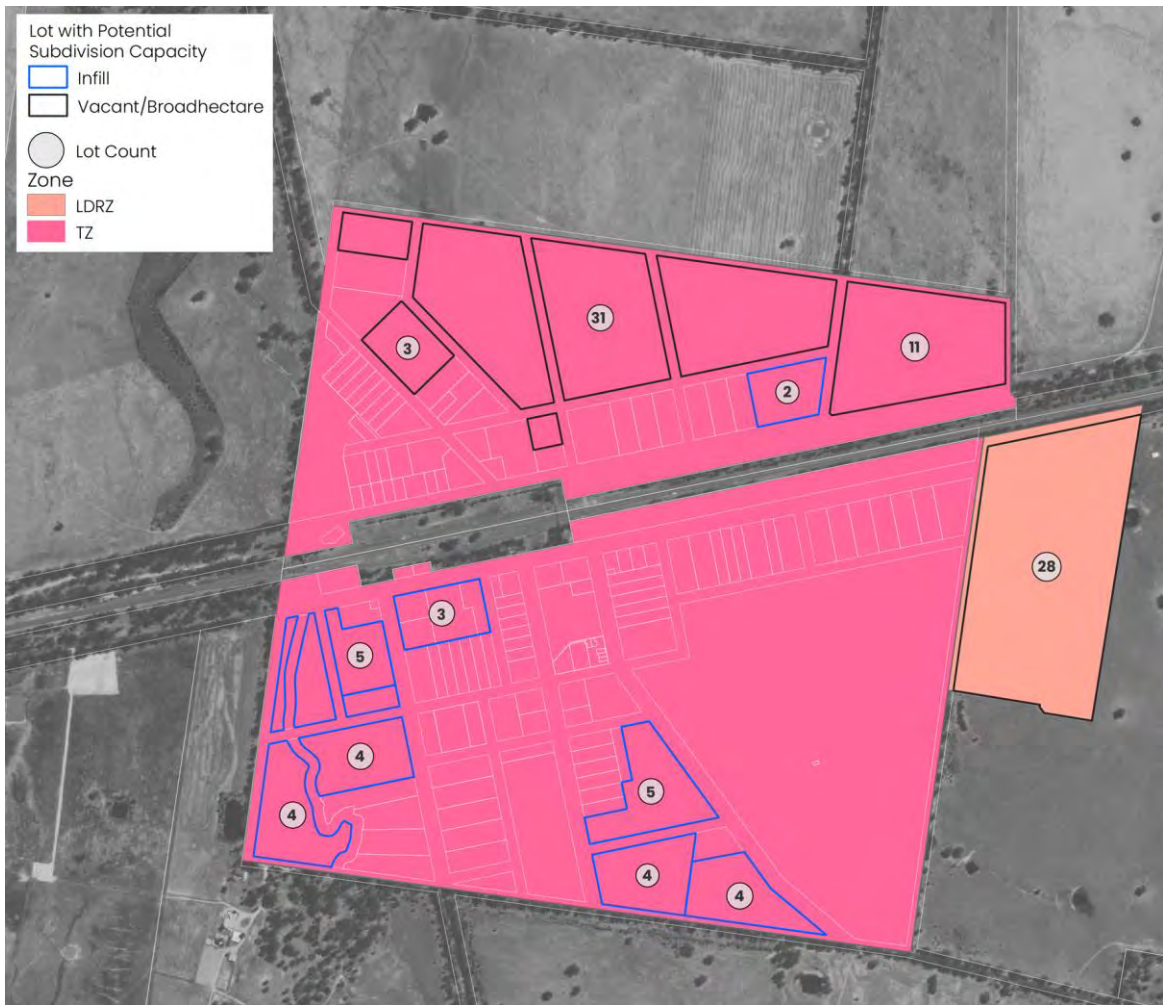 Lot with Potential
Subdivision Capacity
Infill
Vacant/Broadhectare
Lot Count
Zone
LDRZ
TZ
31
3
11
2
28
3
5
4
5
4
4
4